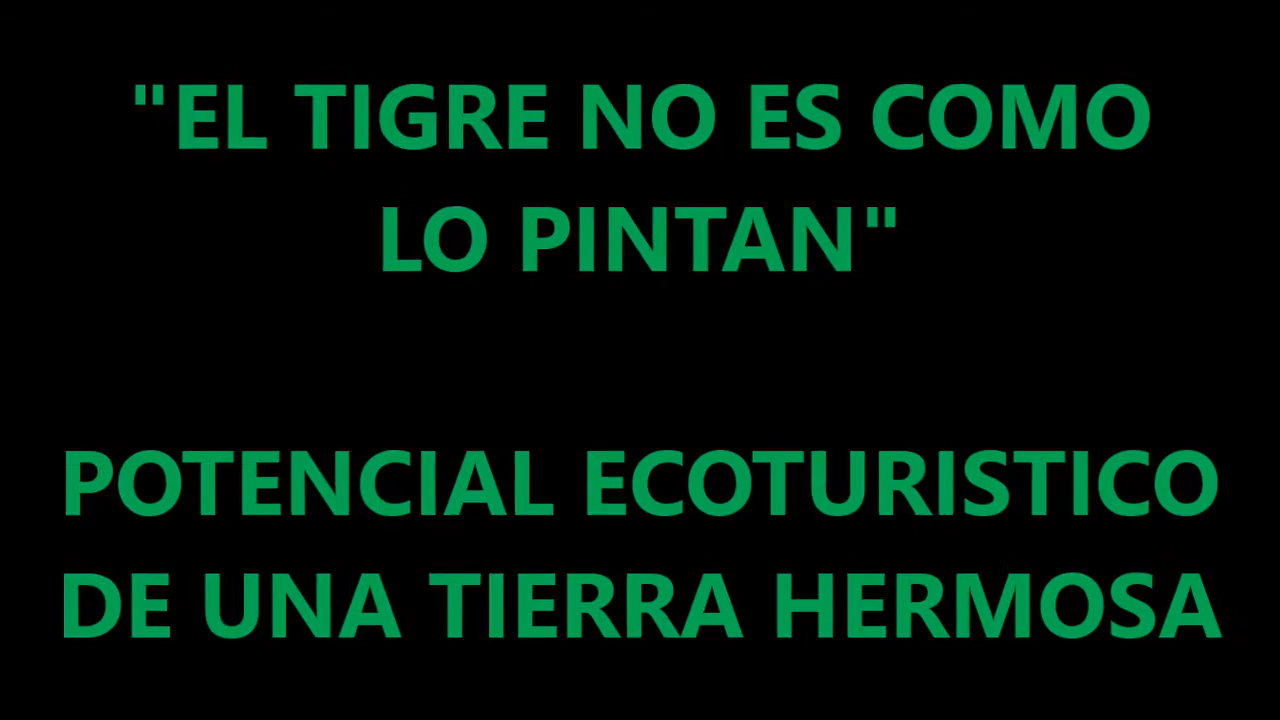 "EL TIGRE NO ES COMO
LO PINTAN"
POTENCIAL ECOTURISTICO
DE UNA TIERRA HERMOSA